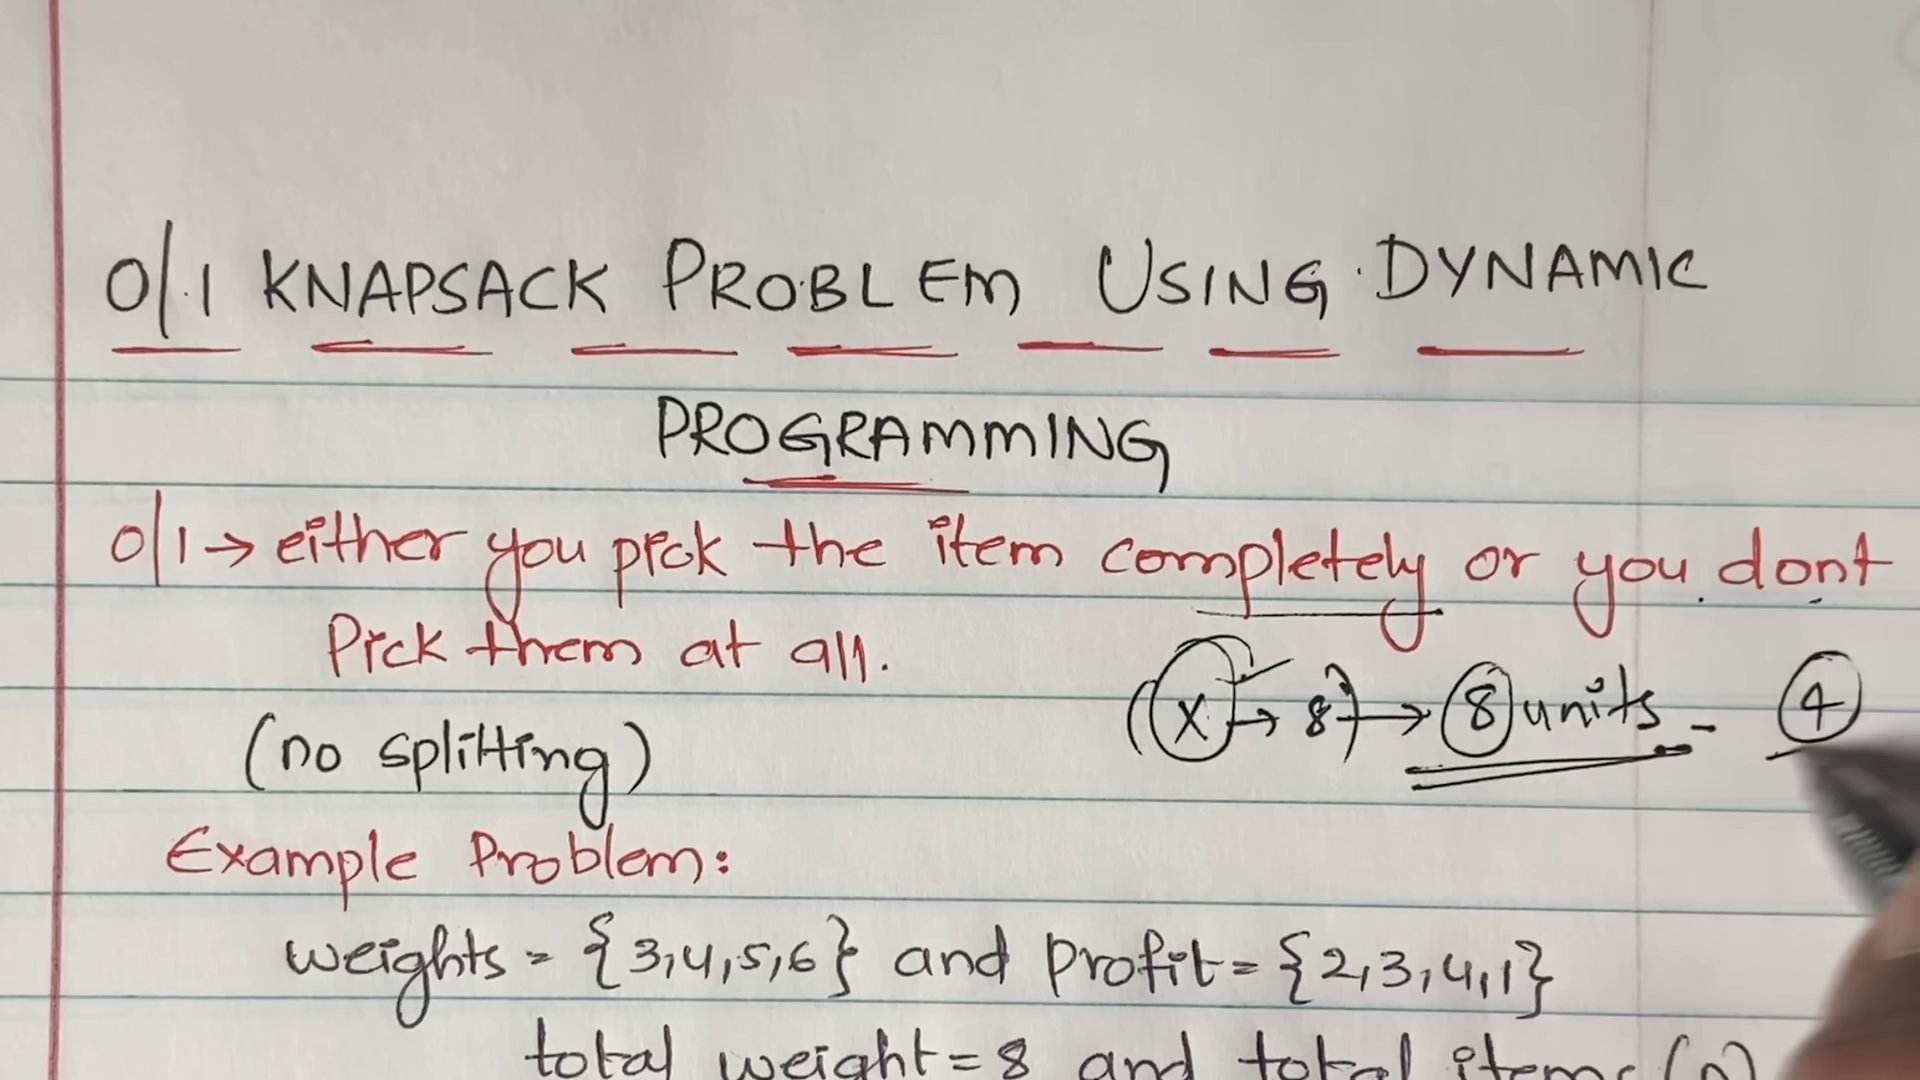 0/1 KNAPSACK PROBLEM USING DYNAMIC
PROGRAMMING
0/1 → either you pick the item completely or you dont
Pick them at all.
(x → 8) → 8 units - 4
(no splitting)
Example Problem:
weights = {3,4,5,6} and Profit = {2,3,4,1}
total weight = 8 and total items (n)